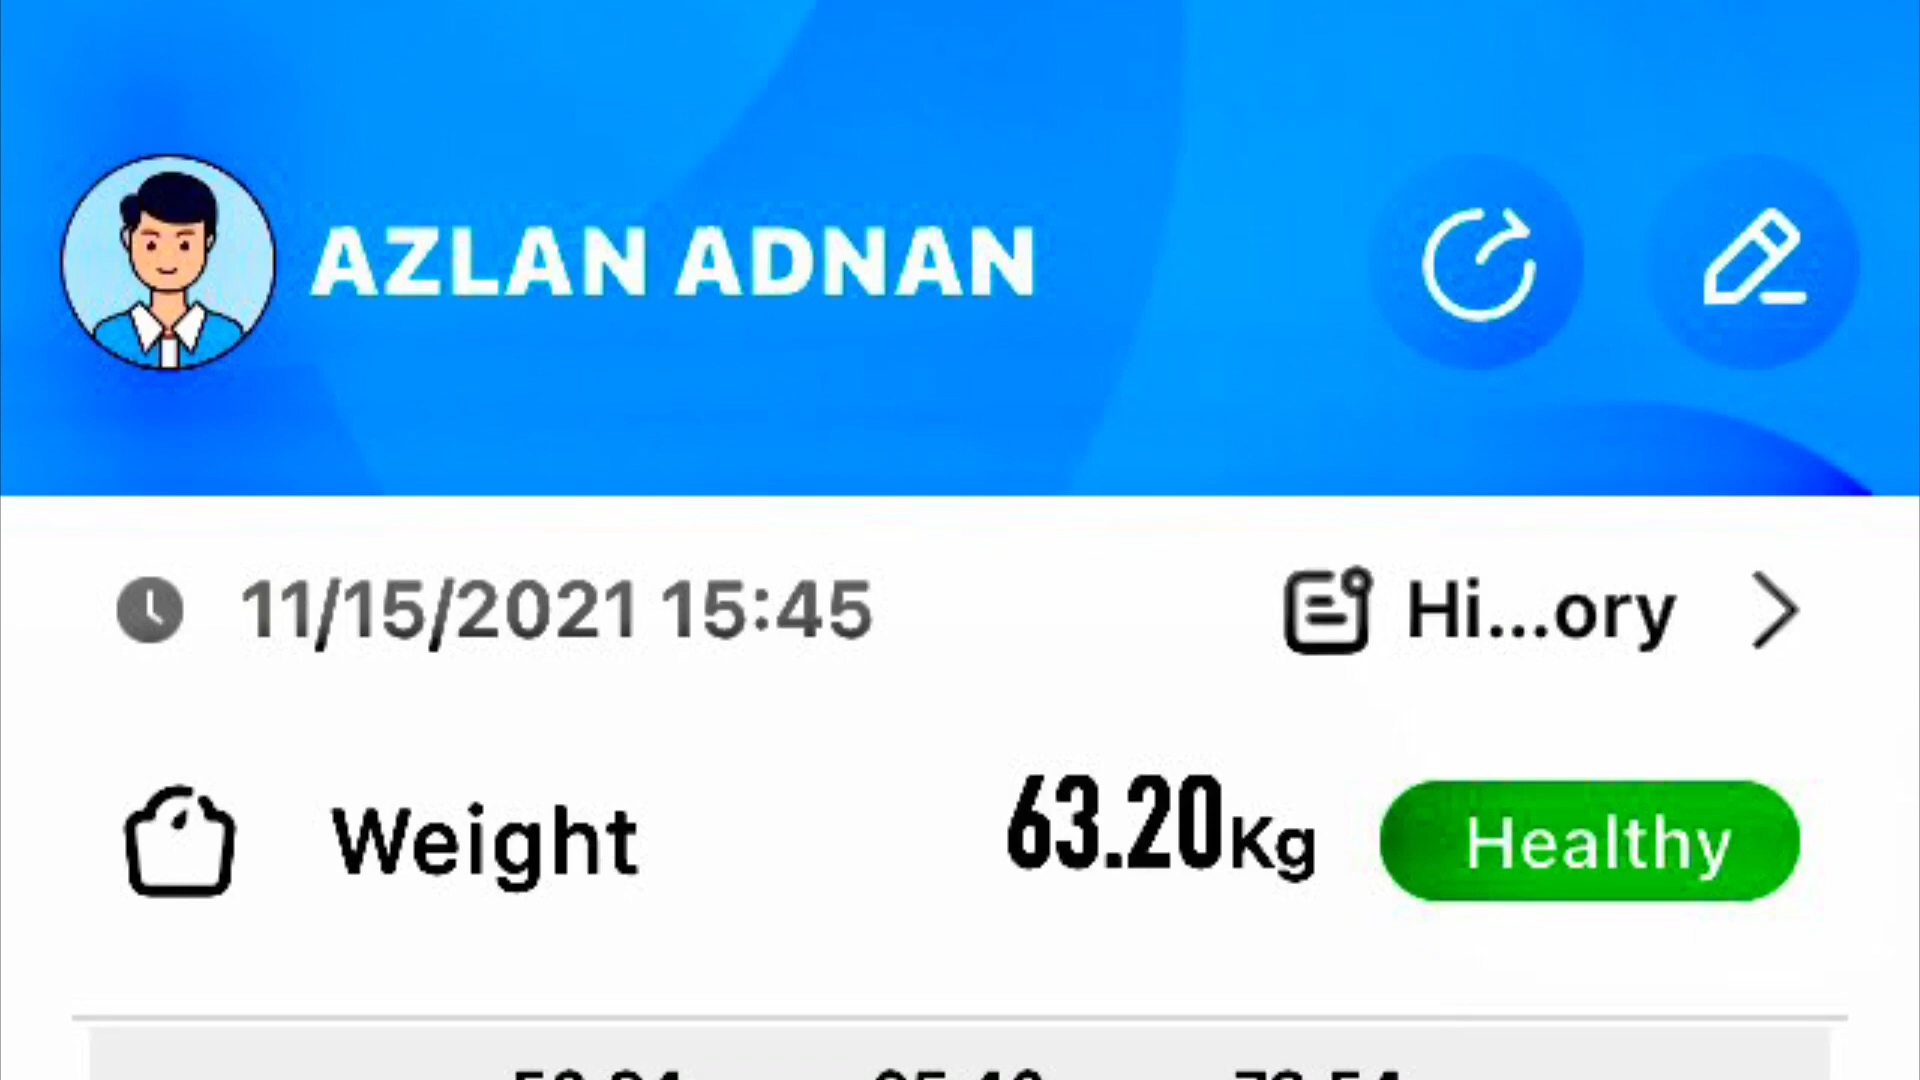 AZLAN ADNAN
11/15/2021 15:45
Hi...ory
Weight
63.20Kg
Healthy